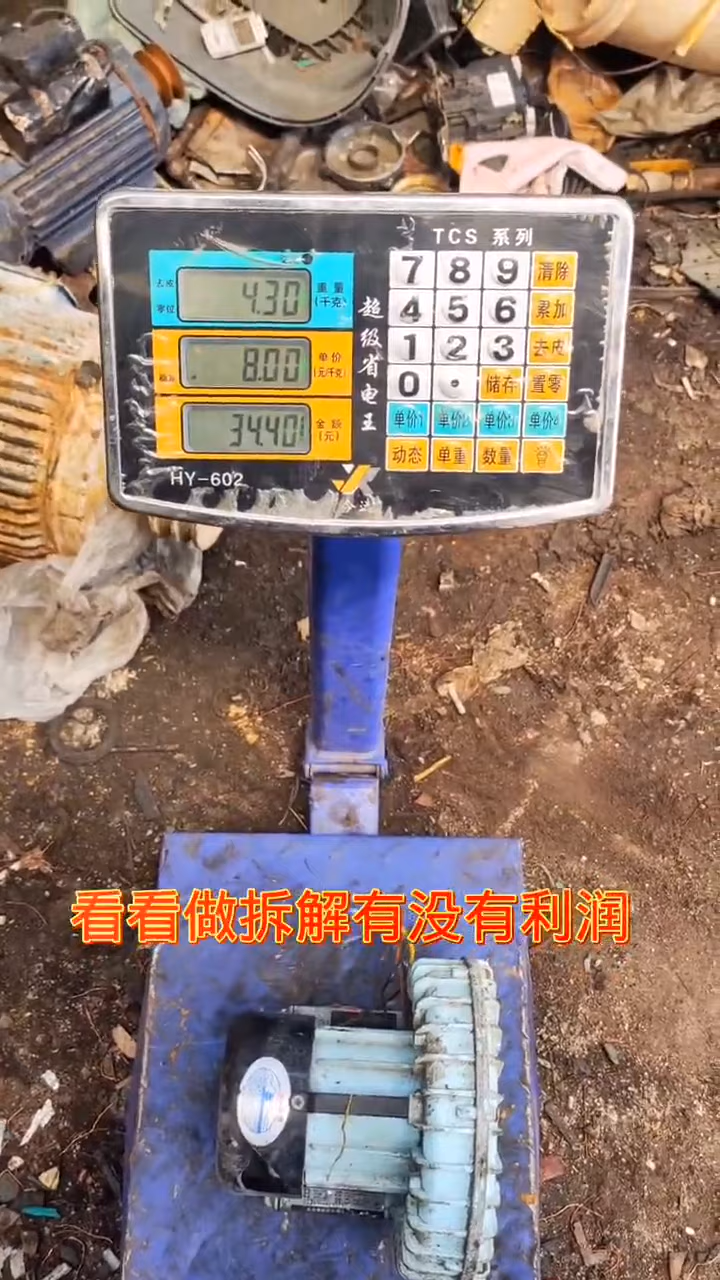 TCS 系列
4.30
重量
(千克)
去皮
零位
8.00
单价
(元/千克)
34.40
金额
(元)
超级省电王
7 8 9 清除
4 5 6 累加
1 2 3 去皮
0 . 储存 置零
单价1 单价2 单价3 单价4
动态 单重 数量
HY-602
看看做拆解有没有利润